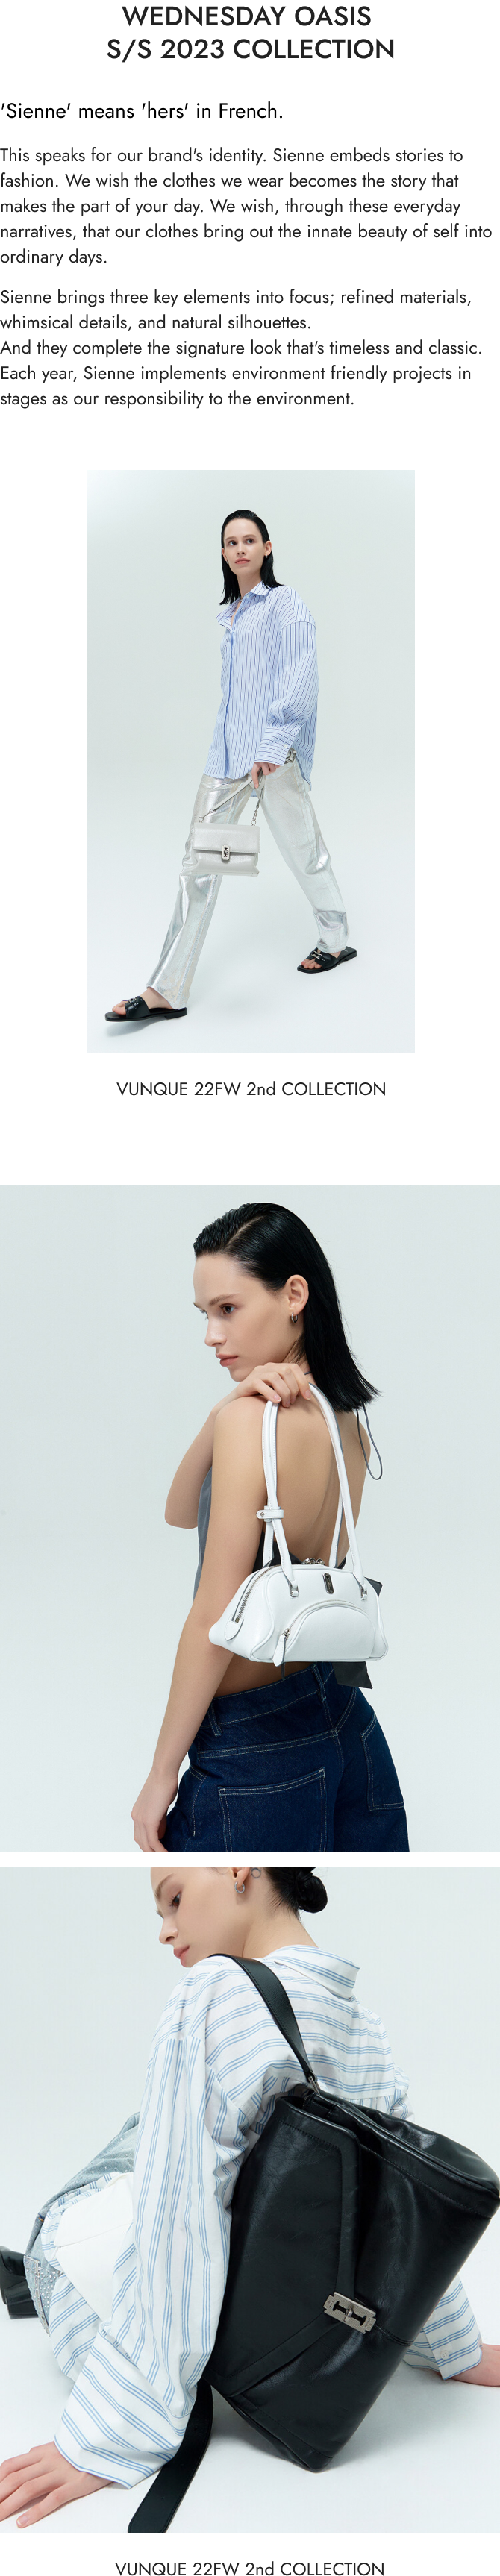 WEDNESDAY OASIS
S/S 2023 COLLECTION
'Sienne' means 'hers' in French.
This speaks for our brand's identity. Sienne embeds stories to
fashion. We wish the clothes we wear becomes the story that
makes the part of your day. We wish, through these everyday
narratives, that our clothes bring out the innate beauty of self into
ordinary days.
Sienne brings three key elements into focus; refined materials,
whimsical details, and natural silhouettes.
And they complete the signature look that's timeless and classic.
Each year, Sienne implements environment friendly projects in
stages as our responsibility to the environment.
VUNQUE 22FW 2nd COLLECTION
VUNQUE 22FW 2nd COLLECTION